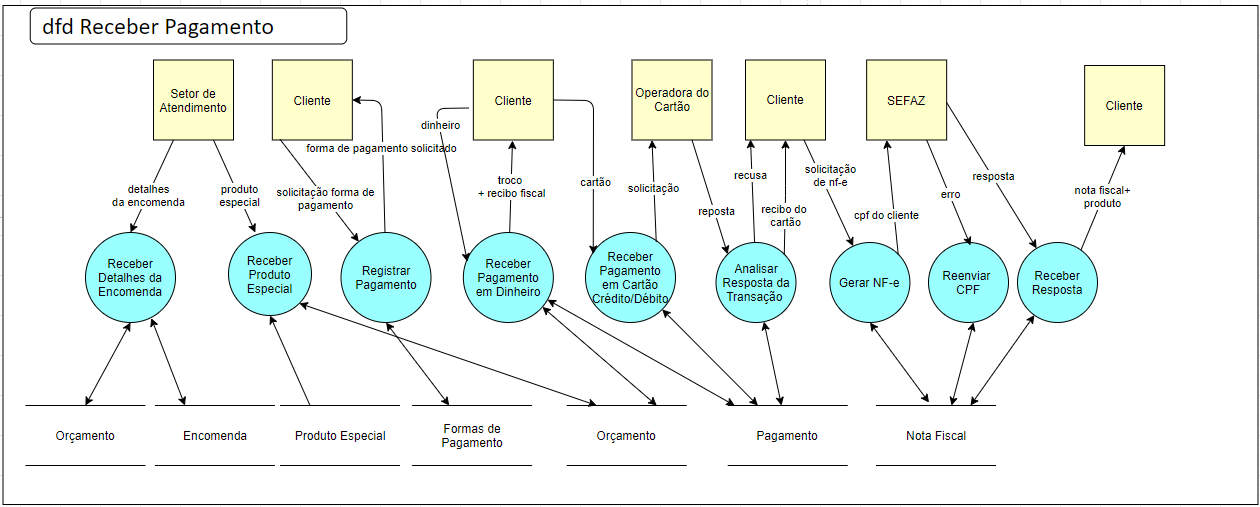 dfd Receber Pagamento
Setor de
Atendimento
Cliente
Cliente
Operadora do
Cartão
Cliente
SEFAZ
Cliente
dinheiro
forma de pagamento solicitado
detalhes
da encomenda
produto
especial
solicitação forma de
pagamento
troco
+ recibo fiscal
cartão
solicitação
reposta
recusa
recibo do
cartão
solicitação
de nf-e
cpf do cliente
erro
resposta
nota fiscal+
produto
Receber
Detalhes da
Encomenda
Receber
Produto
Especial
Registrar
Pagamento
Receber
Pagamento
em Dinheiro
Receber
Pagamento
em Cartão
Crédito/Débito
Analisar
Resposta da
Transação
Gerar NF-e
Reenviar
CPF
Receber
Resposta
Orçamento
Encomenda
Produto Especial
Formas de
Pagamento
Orçamento
Pagamento
Nota Fiscal